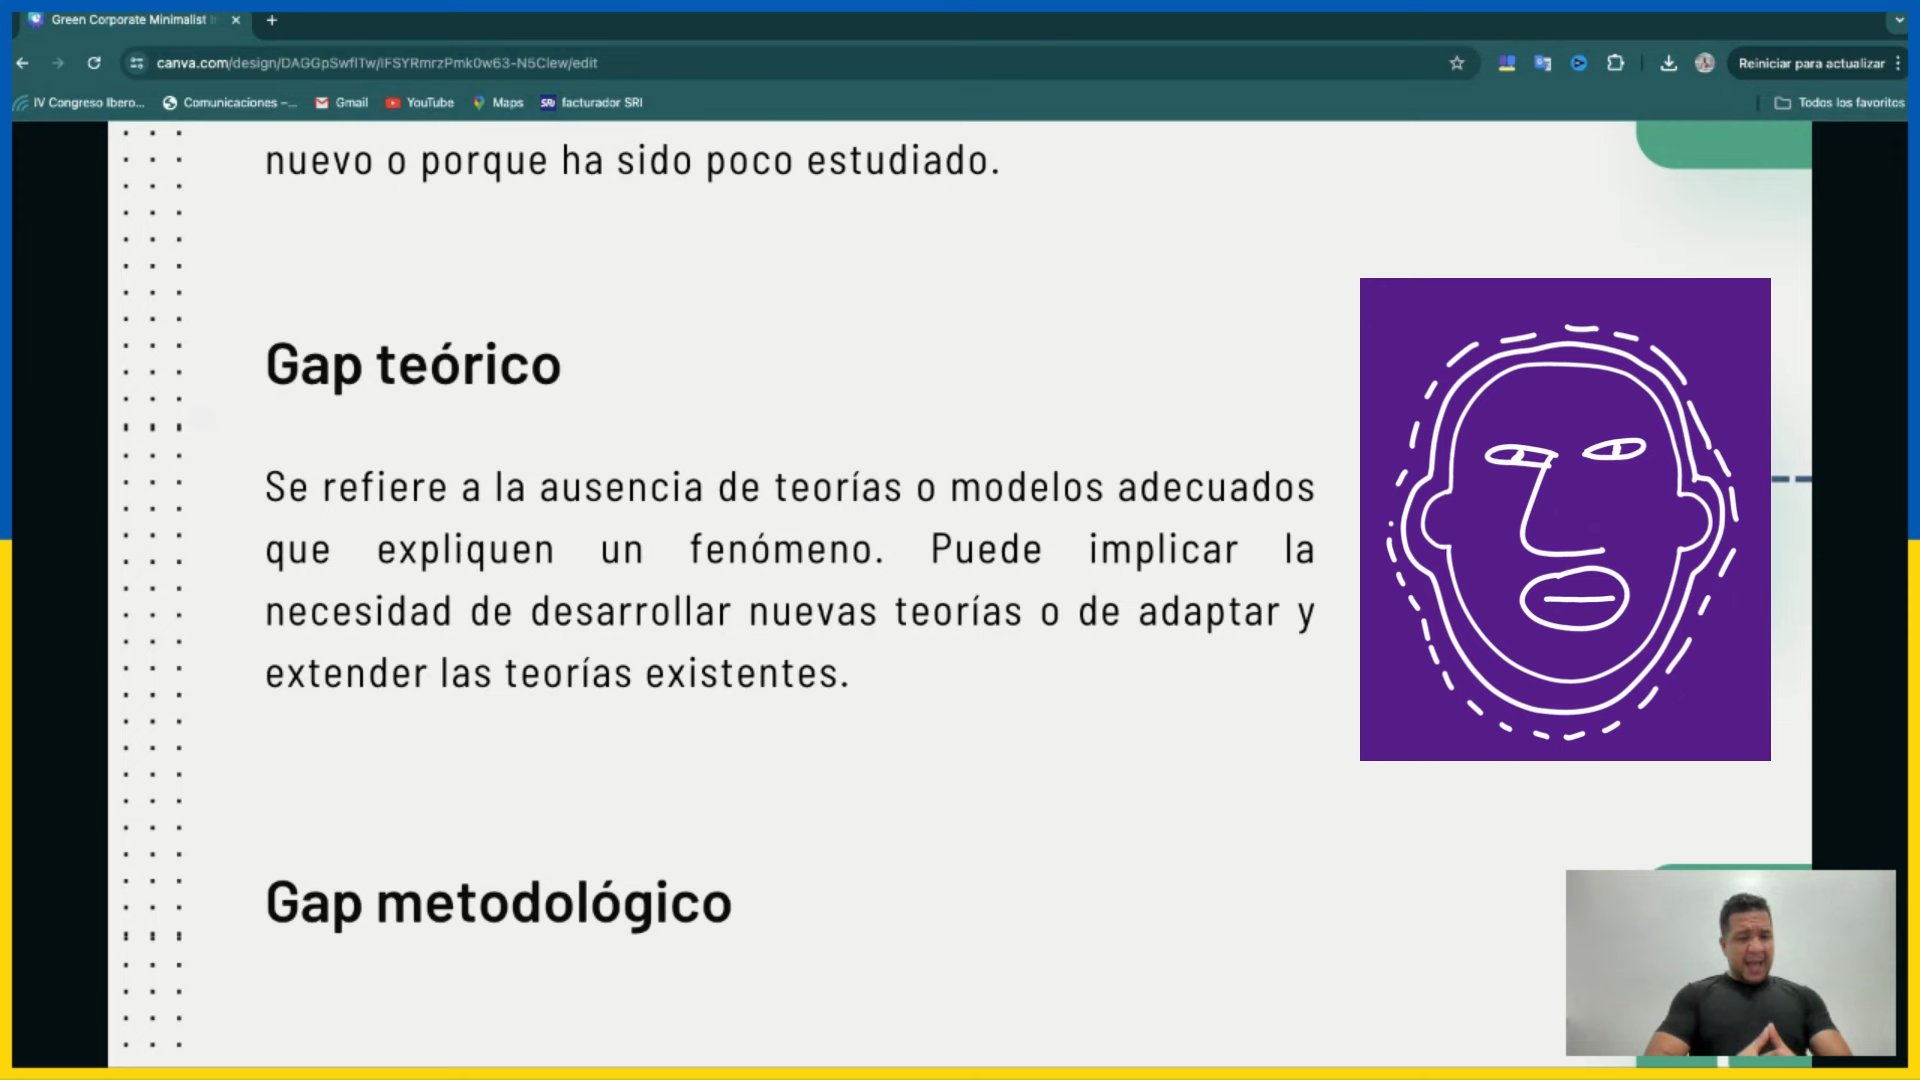 Green Corporate Minimalist
canva.com/design/DAGGpSwflTw/lFSYRmrzPmk0w63-N5Clew/edit
Reiniciar para actualizar
IV Congreso Ibero...
Comunicaciones –...
Gmail
YouTube
Maps
SRi facturador SRI
Todos los favoritos
nuevo o porque ha sido poco estudiado.
Gap teórico
Se refiere a la ausencia de teorías o modelos adecuados
que expliquen un fenómeno. Puede implicar la
necesidad de desarrollar nuevas teorías o de adaptar y
extender las teorías existentes.
Gap metodológico